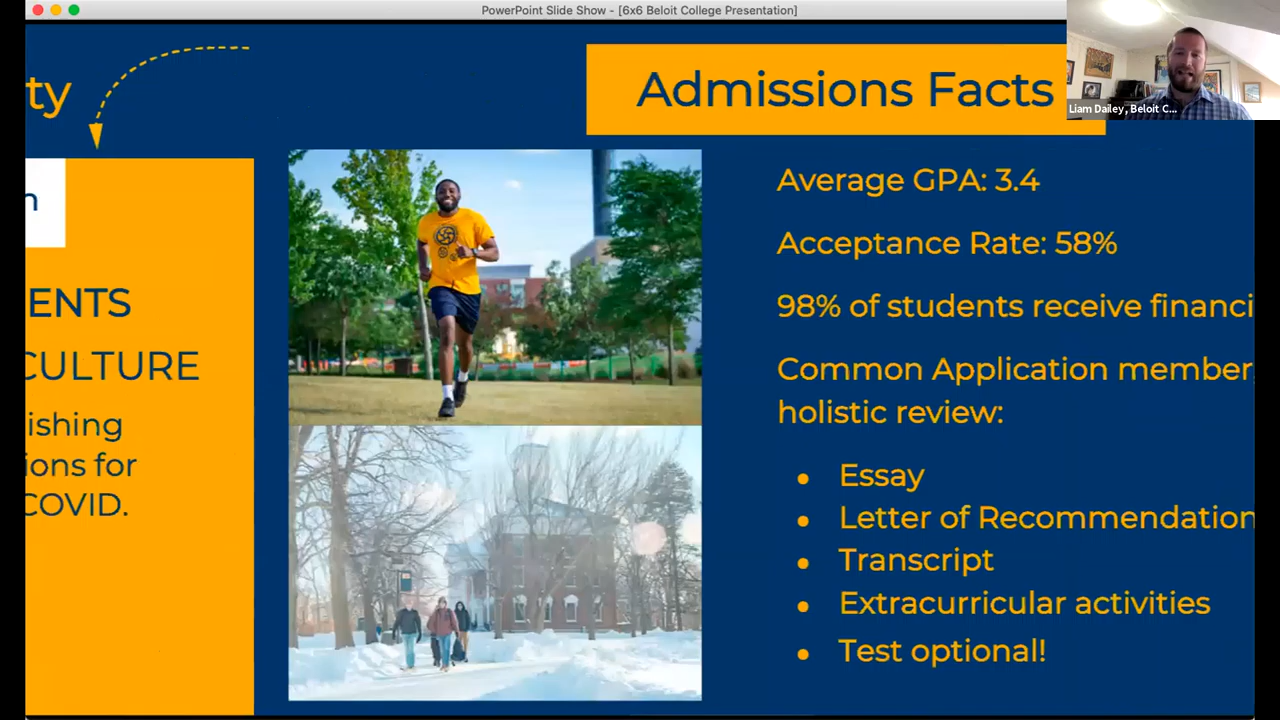 PowerPoint Slide Show - [6x6 Beloit College Presentation]
Liam Dailey, Beloit C...
ty
Admissions Facts
n
ENTS
CULTURE
ishing
ions for
COVID.
Average GPA: 3.4
Acceptance Rate: 58%
98% of students receive financi
Common Application member,
holistic review:
• Essay
• Letter of Recommendation
• Transcript
• Extracurricular activities
• Test optional!